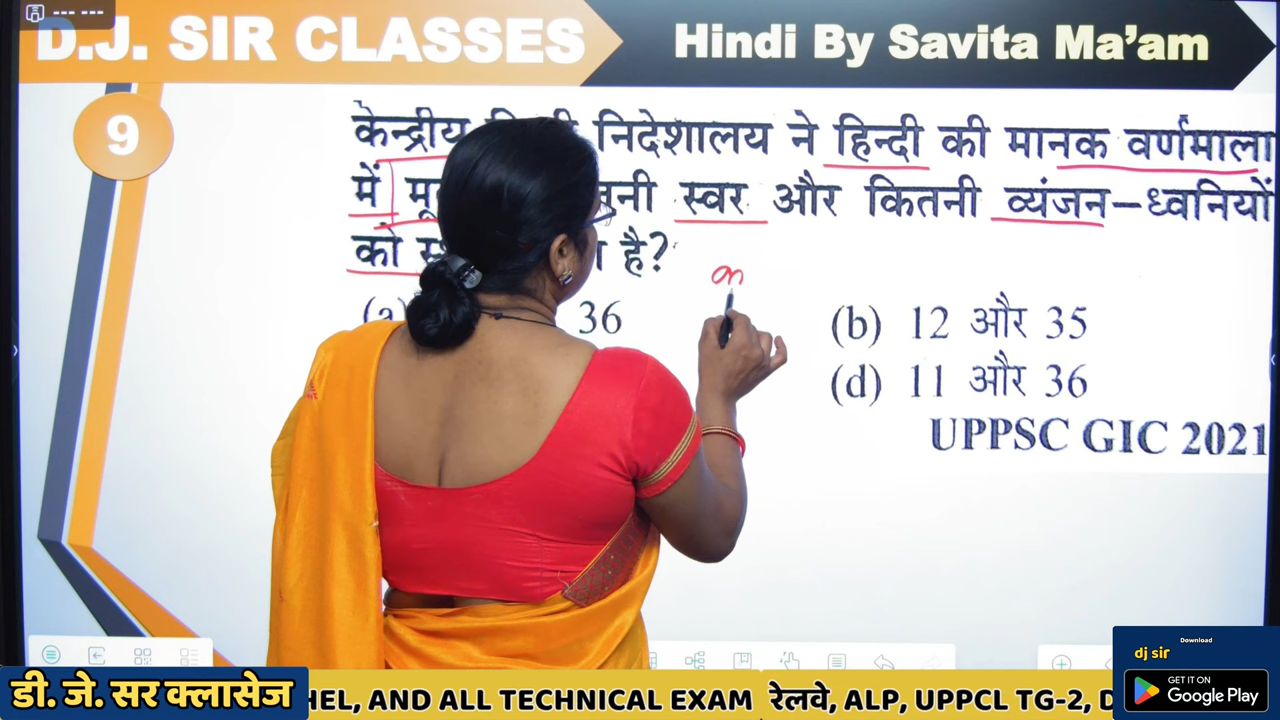 D.J. SIR CLASSES
Hindi By Savita Ma’am
9
केन्द्रीय निदेशालय ने हिन्दी की मानक वर्णमाला
में स्वर और कितनी व्यंजन–ध्वनियों
को है?
(a) 36
(b) 12 और 35
(d) 11 और 36
UPPSC GIC 2021
Download
dj sir
GET IT ON
Google Play
डी. जे. सर क्लासेज
HEL, AND ALL TECHNICAL EXAM रेलवे, ALP, UPPCL TG-2, D